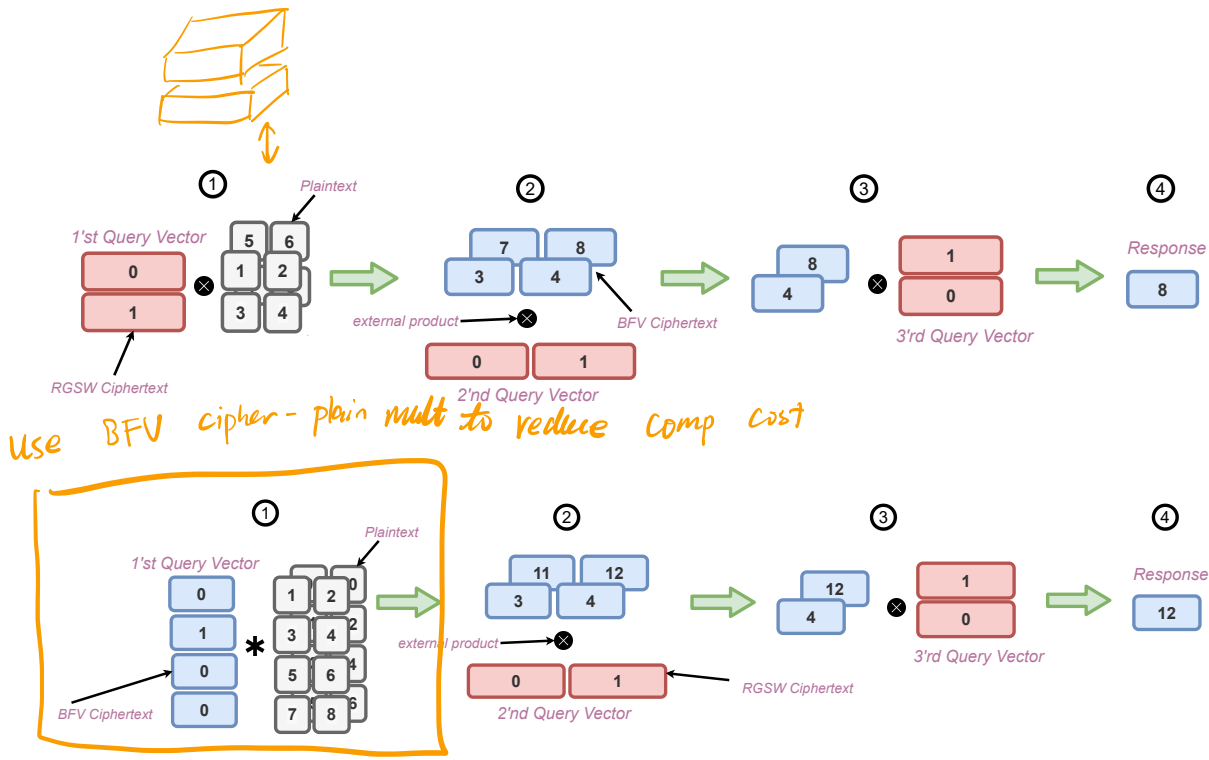 1 2 3 4
Plaintext
1'st Query Vector
Response
5 6
7 8
1
0
1 2
8
8
3 4
4
1
3 4
0
external product
BFV Ciphertext
3'rd Query Vector
RGSW Ciphertext
0 1
2'nd Query Vector
Use BFV cipher-plain mult to reduce comp cost
1 2 3 4
Plaintext
1'st Query Vector
Response
0
1 2
0
11 12
12
1
12
1
3 4
2
3 4
4
0
external product
3'rd Query Vector
0
5 6
4
0 1
RGSW Ciphertext
BFV Ciphertext
0
7 8
6
2'nd Query Vector